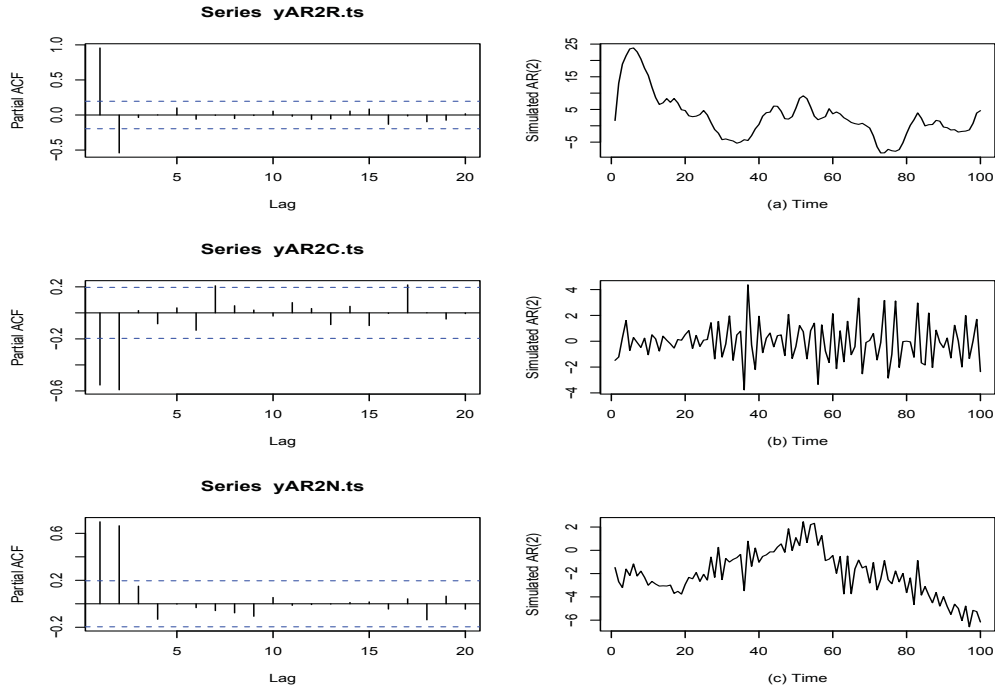 Series yAR2R.ts
Partial ACF
1.0
0.5
0.0
−0.5
5 10 15 20
Lag
Simulated AR(2)
25
15
5
−5
0 20 40 60 80 100
(a) Time
Series yAR2C.ts
Partial ACF
0.2
−0.2
−0.6
5 10 15 20
Lag
Simulated AR(2)
4
2
0
−2
−4
0 20 40 60 80 100
(b) Time
Series yAR2N.ts
Partial ACF
0.6
0.2
−0.2
5 10 15 20
Lag
Simulated AR(2)
2
0
−2
−4
−6
0 20 40 60 80 100
(c) Time